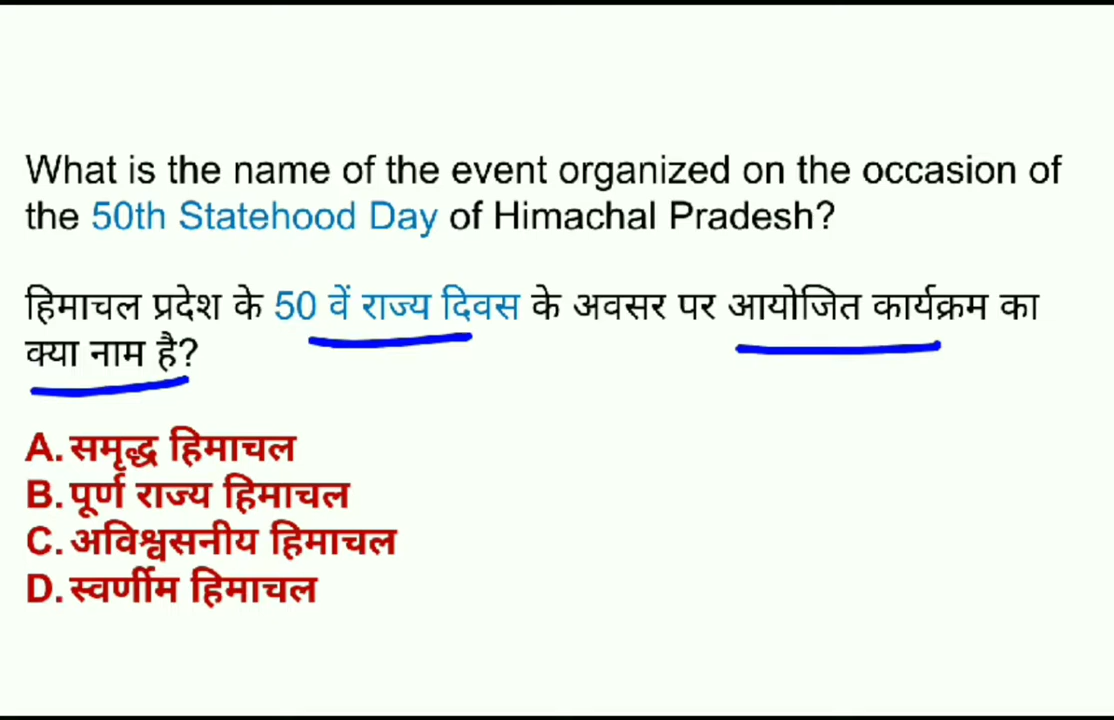 What is the name of the event organized on the occasion of
the 50th Statehood Day of Himachal Pradesh?
हिमाचल प्रदेश के 50 वें राज्य दिवस के अवसर पर आयोजित कार्यक्रम का
क्या नाम है?
A. समृद्ध हिमाचल
B. पूर्ण राज्य हिमाचल
C. अविश्वसनीय हिमाचल
D. स्वर्णीम हिमाचल